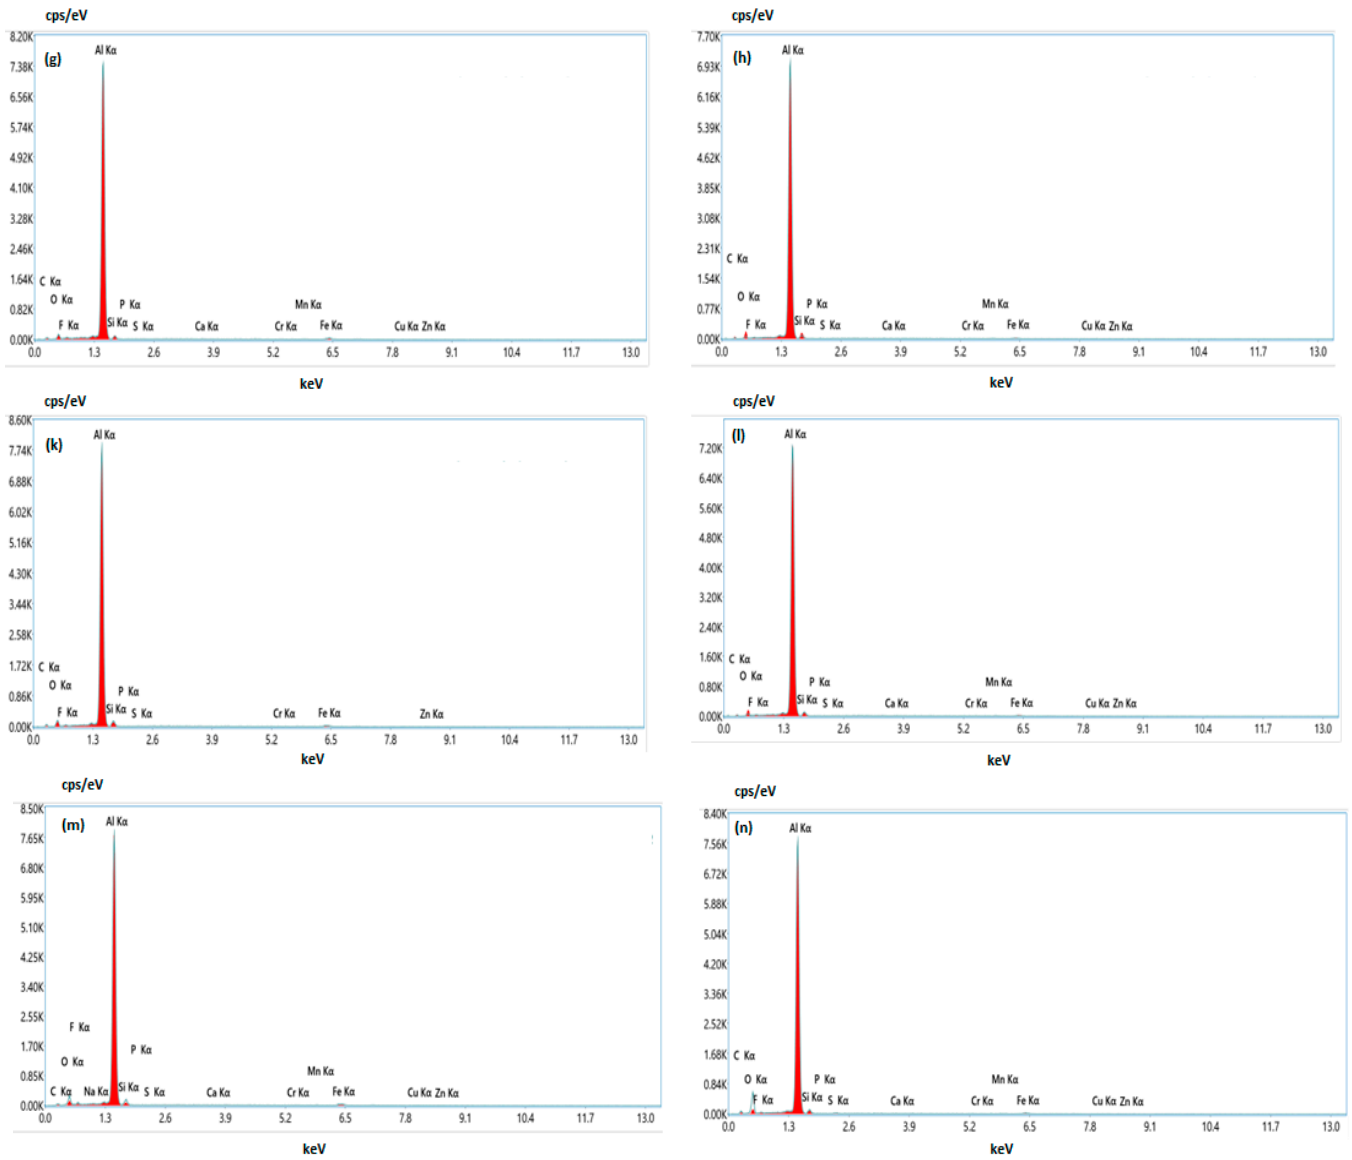 cps/eV
8.20K
(g)
Al Kα
7.38K
6.56K
5.74K
4.92K
4.10K
3.28K
2.46K
1.64K
C Kα
O Kα
P Kα
Mn Kα
0.82K
F Kα
Si Kα
S Kα
Ca Kα
Cr Kα
Fe Kα
Cu Kα Zn Kα
0.00K
0.0 1.3 2.6 3.9 5.2 6.5 7.8 9.1 10.4 11.7 13.0
keV
cps/eV
7.70K
(h)
Al Kα
6.93K
6.16K
5.39K
4.62K
3.85K
3.08K
2.31K
C Kα
1.54K
O Kα
P Kα
Mn Kα
0.77K
F Kα
Si Kα
S Kα
Ca Kα
Cr Kα
Fe Kα
Cu Kα Zn Kα
0.00K
0.0 1.3 2.6 3.9 5.2 6.5 7.8 9.1 10.4 11.7 13.0
keV
cps/eV
8.60K
(k)
Al Kα
7.74K
6.88K
6.02K
5.16K
4.30K
3.44K
2.58K
1.72K
C Kα
O Kα
P Kα
0.86K
F Kα
Si Kα
S Kα
Cr Kα
Fe Kα
Zn Kα
0.00K
0.0 1.3 2.6 3.9 5.2 6.5 7.8 9.1 10.4 11.7 13.0
keV
cps/eV
(l)
Al Kα
7.20K
6.40K
5.60K
4.80K
4.00K
3.20K
2.40K
1.60K
C Kα
O Kα
P Kα
Mn Kα
0.80K
F Kα
Si Kα
S Kα
Ca Kα
Cr Kα
Fe Kα
Cu Kα Zn Kα
0.00K
0.0 1.3 2.6 3.9 5.2 6.5 7.8 9.1 10.4 11.7 13.0
keV
cps/eV
8.50K
(m)
Al Kα
7.65K
6.80K
5.95K
5.10K
4.25K
3.40K
2.55K
F Kα
1.70K
P Kα
O Kα
Mn Kα
0.85K
C Kα
Na Kα
Si Kα
S Kα
Ca Kα
Cr Kα
Fe Kα
Cu Kα Zn Kα
0.00K
0.0 1.3 2.6 3.9 5.2 6.5 7.8 9.1 10.4 11.7 13.0
keV
cps/eV
8.40K
(n)
Al Kα
7.56K
6.72K
5.88K
5.04K
4.20K
3.36K
2.52K
1.68K
C Kα
O Kα
P Kα
Mn Kα
0.84K
F Kα
Si Kα
S Kα
Ca Kα
Cr Kα
Fe Kα
Cu Kα Zn Kα
0.00K
0.0 1.3 2.6 3.9 5.2 6.5 7.8 9.1 10.4 11.7 13.0
keV